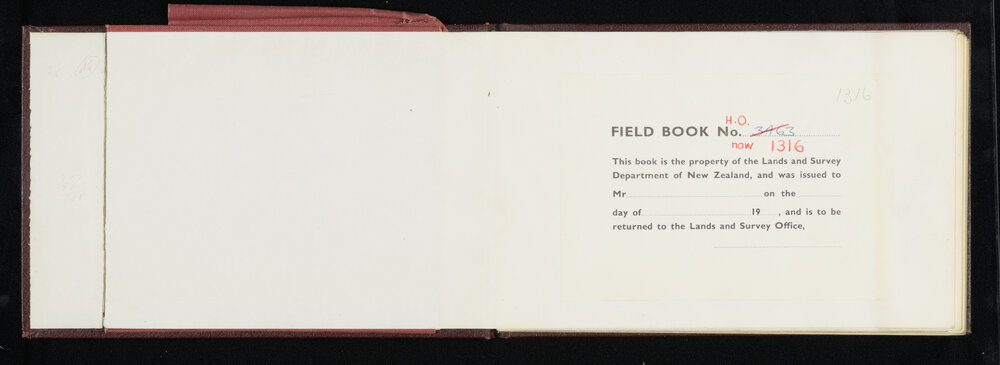 1316
H.O.
FIELD BOOK No. 3463
now 1316
This book is the property of the Lands and Survey
Department of New Zealand, and was issued to
Mr on the
day of 19 , and is to be
returned to the Lands and Survey Office,